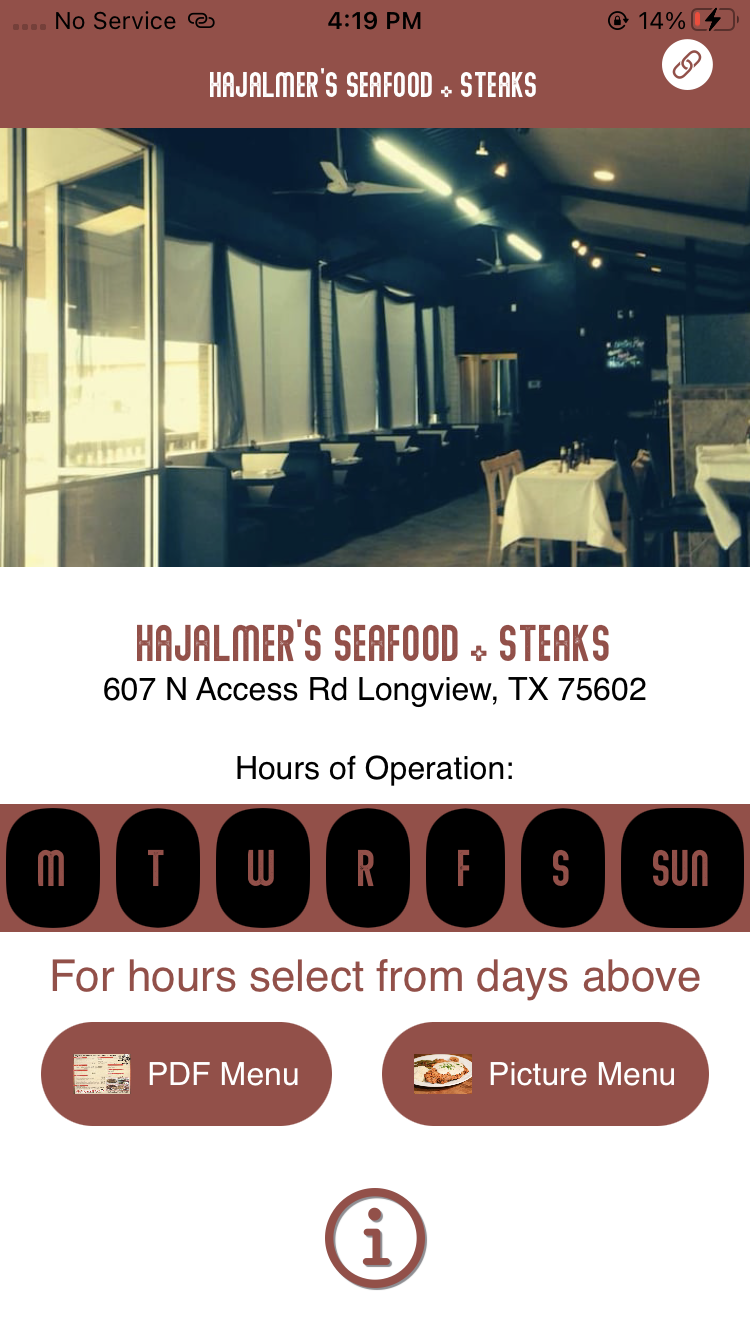 No Service 4:19 PM 14%
HAJALMER'S SEAFOOD + STEAKS
HAJALMER'S SEAFOOD + STEAKS
607 N Access Rd Longview, TX 75602
Hours of Operation:
M T W R F S SUN
For hours select from days above
PDF Menu Picture Menu
i